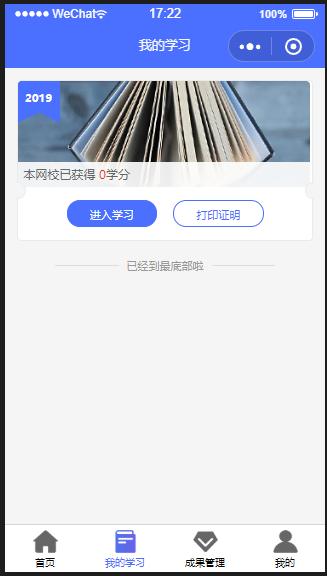 WeChat 17:22 100%
我的学习
2019
本网校已获得 0学分
进入学习 打印证明
已经到最底部啦
首页 我的学习 成果管理 我的